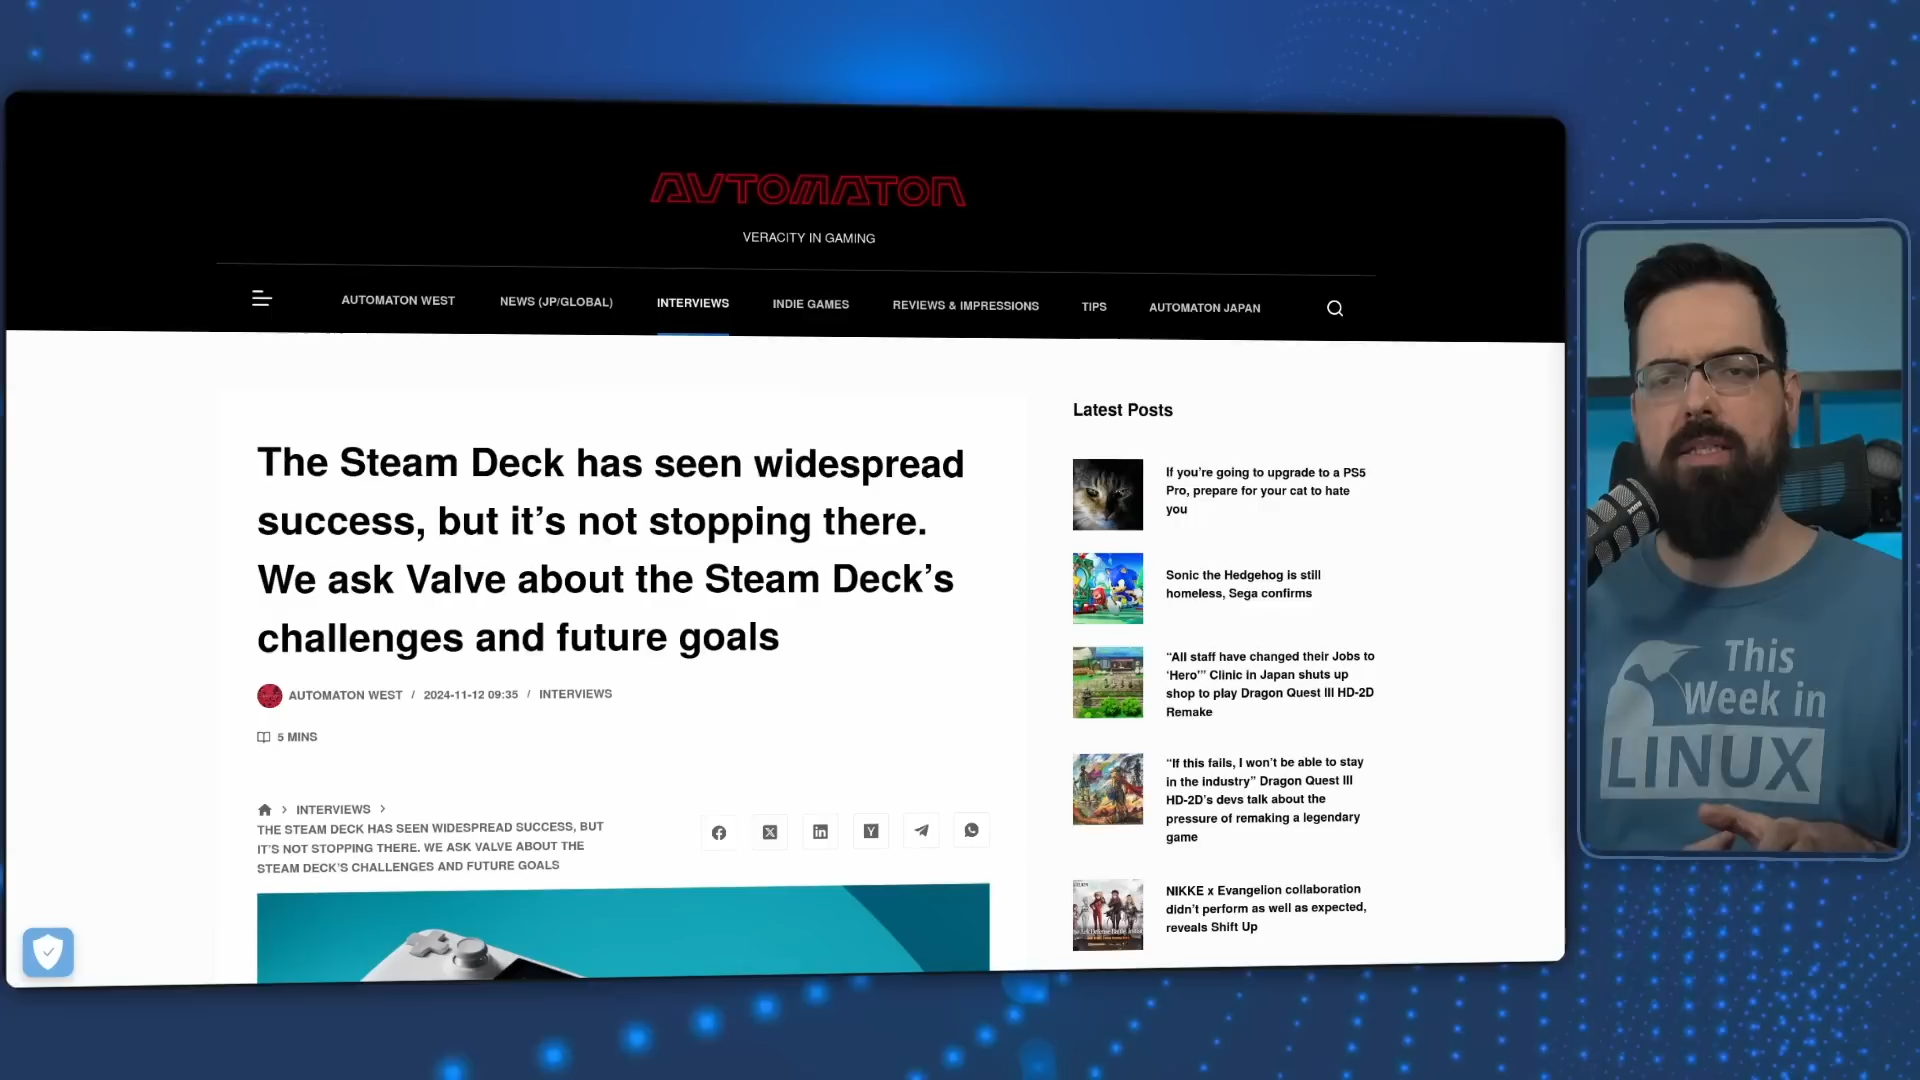 AUTOMATON
VERACITY IN GAMING
AUTOMATON WEST
NEWS (JP/GLOBAL)
INTERVIEWS
INDIE GAMES
REVIEWS & IMPRESSIONS
TIPS
AUTOMATON JAPAN
The Steam Deck has seen widespread
success, but it’s not stopping there.
We ask Valve about the Steam Deck’s
challenges and future goals
AUTOMATON WEST / 2024-11-12 09:35 / INTERVIEWS
5 MINS
INTERVIEWS
THE STEAM DECK HAS SEEN WIDESPREAD SUCCESS, BUT
IT’S NOT STOPPING THERE. WE ASK VALVE ABOUT THE
STEAM DECK’S CHALLENGES AND FUTURE GOALS
Latest Posts
If you’re going to upgrade to a PS5
Pro, prepare for your cat to hate
you
Sonic the Hedgehog is still
homeless, Sega confirms
“All staff have changed their Jobs to
‘Hero’” Clinic in Japan shuts up
shop to play Dragon Quest III HD-2D
Remake
“If this fails, I won’t be able to stay
in the industry” Dragon Quest III
HD-2D’s devs talk about the
pressure of remaking a legendary
game
NIKKE x Evangelion collaboration
didn’t perform as well as expected,
reveals Shift Up
This
Week in
LINUX